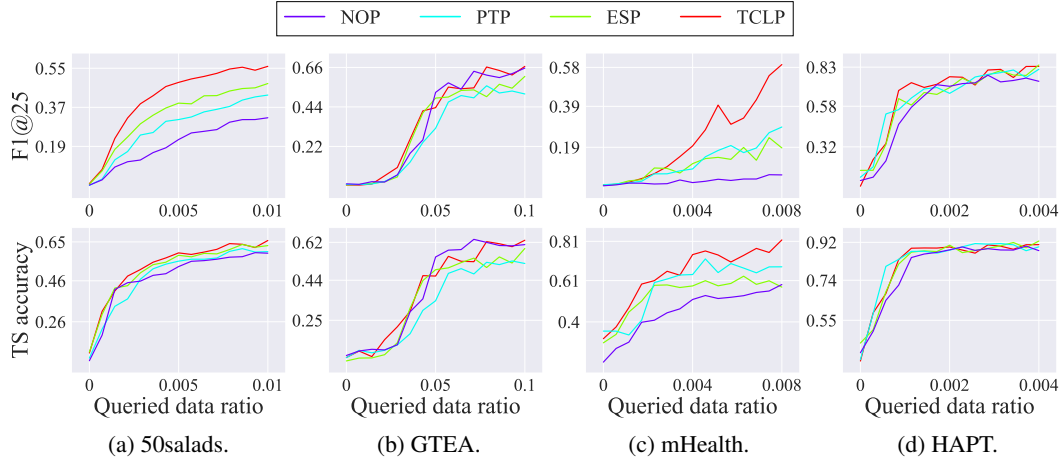 NOP PTP ESP TCLP
F1@25
0.55 0.66 0.58 0.83
0.37 0.44 0.39 0.58
0.19 0.22 0.19 0.32
0 0.005 0.01 0 0.05 0.1 0 0.004 0.008 0 0.002 0.004
TS accuracy
0.65 0.62 0.81 0.92
0.46 0.44 0.61 0.74
0.26 0.25 0.4 0.55
0 0.005 0.01 0 0.05 0.1 0 0.004 0.008 0 0.002 0.004
Queried data ratio Queried data ratio Queried data ratio Queried data ratio
(a) 50salads. (b) GTEA. (c) mHealth. (d) HAPT.